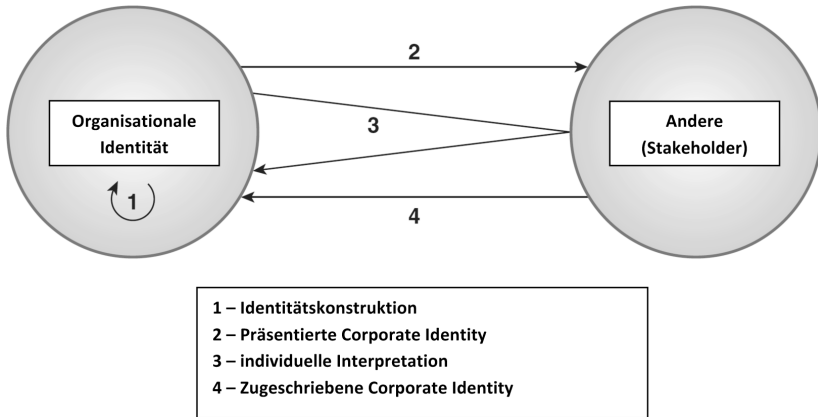 2
Organisationale
Identität
3
Andere
(Stakeholder)
1
4
1 – Identitätskonstruktion
2 – Präsentierte Corporate Identity
3 – individuelle Interpretation
4 – Zugeschriebene Corporate Identity